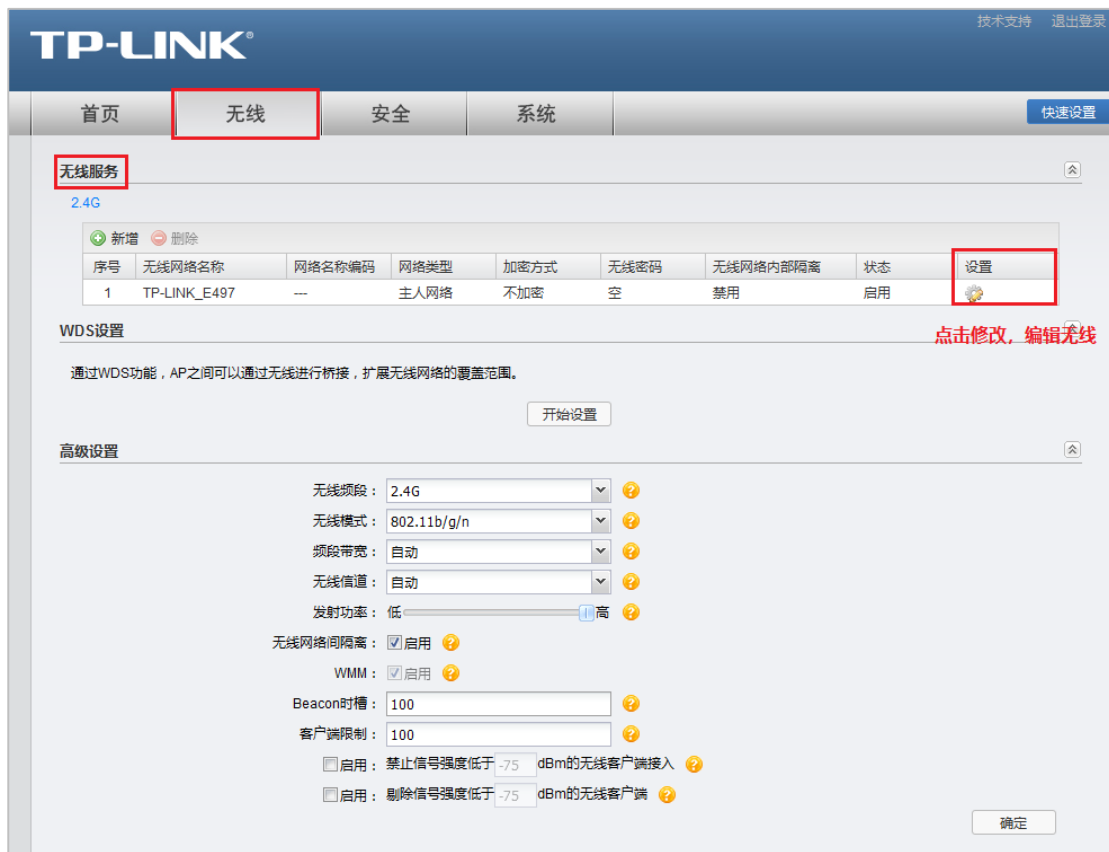 技术支持 退出登录
TP-LINK®
首页 无线 安全 系统 快速设置
无线服务
2.4G
新增 删除
序号 无线网络名称 网络名称编码 网络类型 加密方式 无线密码 无线网络内部隔离 状态 设置
1 TP-LINK_E497 --- 主人网络 不加密 空 禁用 启用
WDS设置
点击修改，编辑无线
通过WDS功能，AP之间可以通过无线进行桥接，扩展无线网络的覆盖范围。
开始设置
高级设置
无线频段： 2.4G
无线模式： 802.11b/g/n
频段带宽： 自动
无线信道： 自动
发射功率： 低 高
无线网络间隔离： 启用
WMM： 启用
Beacon时槽： 100
客户端限制： 100
启用： 禁止信号强度低于 -75 dBm的无线客户端接入
启用： 剔除信号强度低于 -75 dBm的无线客户端
确定